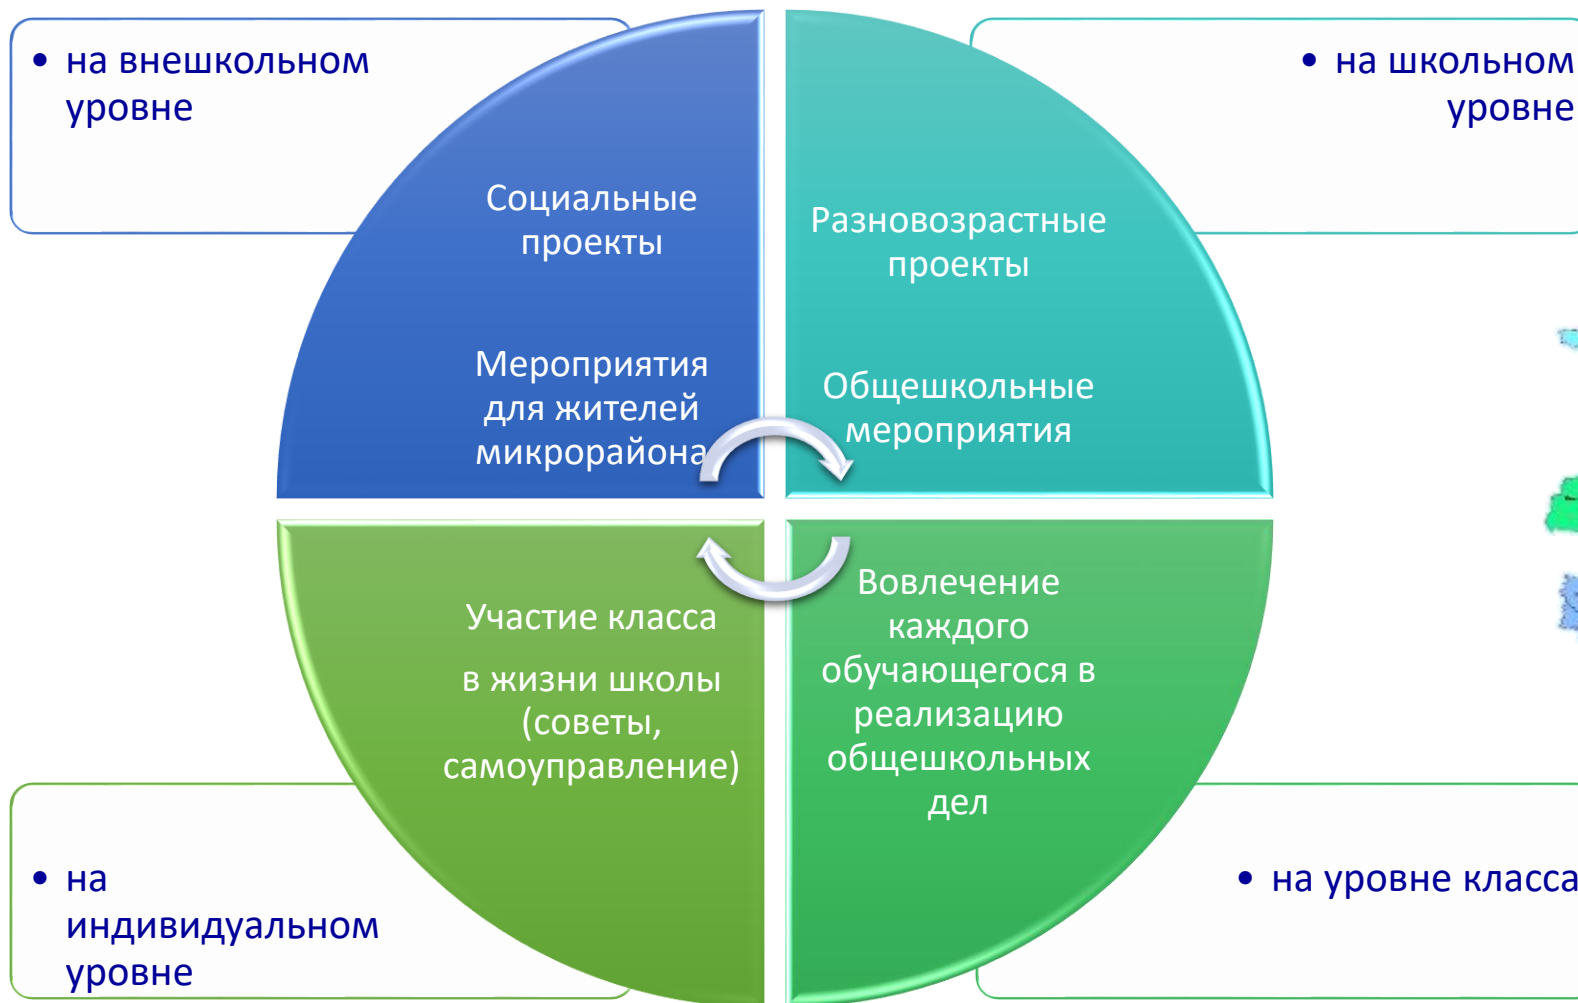 • на внешкольном
уровне
Социальные
проекты
Мероприятия
для жителей
микрорайона
• на школьном
уровне
Разновозрастные
проекты
Общешкольные
мероприятия
Участие класса
в жизни школы
(советы,
самоуправление)
• на
индивидуальном
уровне
Вовлечение
каждого
обучающегося в
реализацию
общешкольных
дел
• на уровне класса